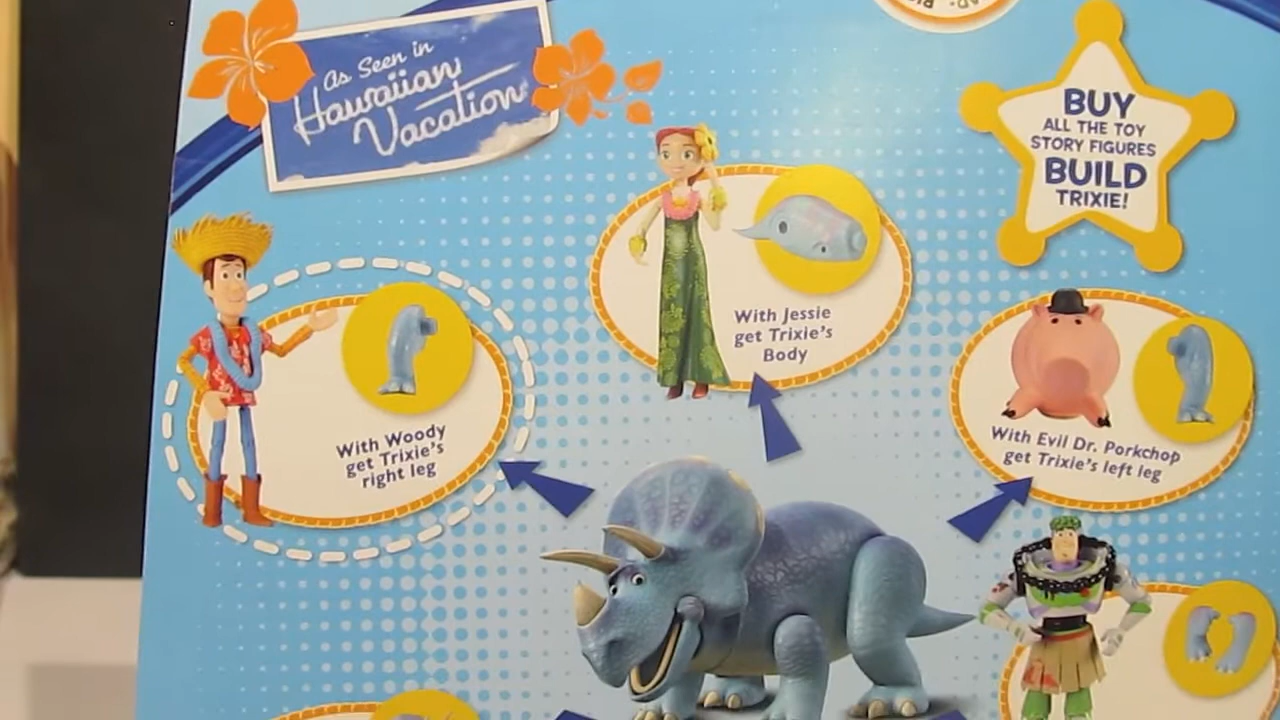 As Seen in
Hawaiian
Vacation
BUY
ALL THE TOY
STORY FIGURES
BUILD
TRIXIE!
With Jessie
get Trixie's
Body
With Woody
get Trixie's
right leg
With Evil Dr. Porkchop
get Trixie's left leg